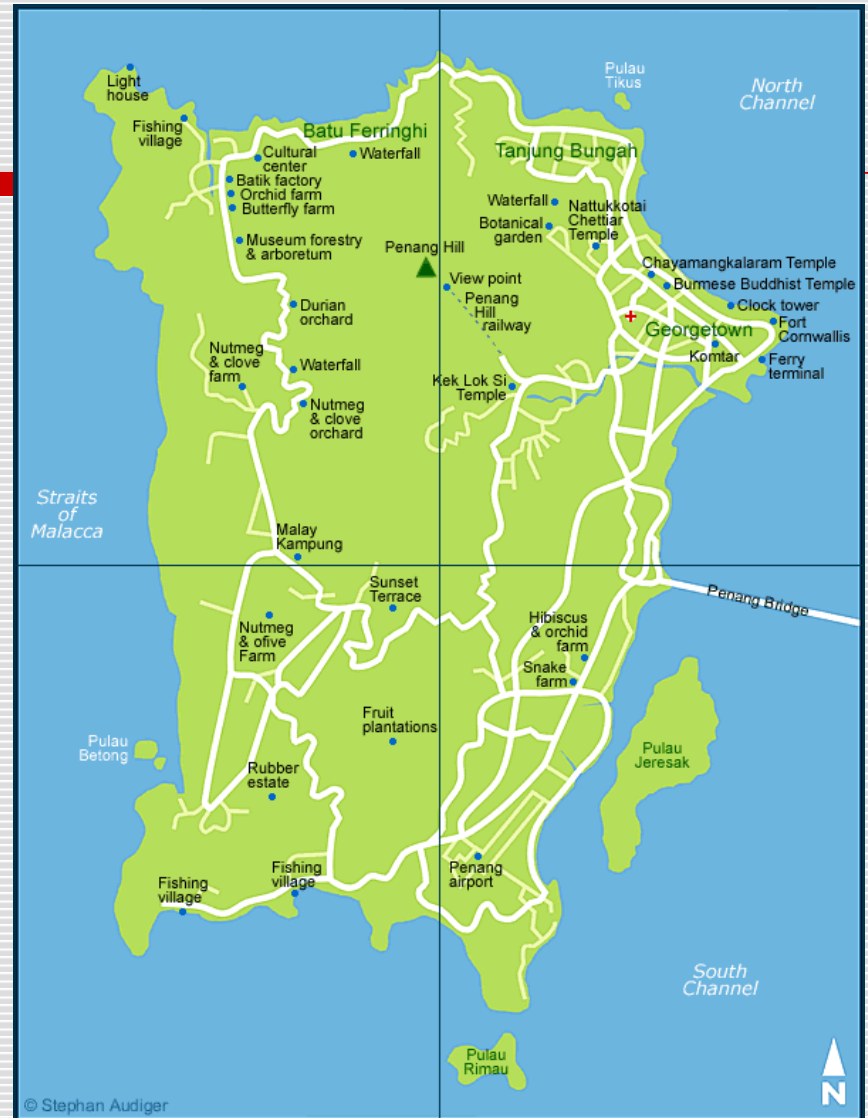 Pulau
Tikus
North
Channel
Light
house
Fishing
village
Batu Ferringhi
Cultural
center
Waterfall
Tanjung Bungah
Batik factory
Orchid farm
Butterfly farm
Waterfall
Nattukkotai
Chettiar
Temple
Botanical
garden
Museum forestry
& arboretum
Penang Hill
View point
Penang
Hill
railway
Chayamangkalaram Temple
Burmese Buddhist Temple
Clock tower
Fort
Cornwallis
Georgetown
Komtar
Ferry
terminal
Durian
orchard
Nutmeg
& clove
farm
Waterfall
Kek Lok Si
Temple
Nutmeg
& clove
orchard
Straits
of
Malacca
Malay
Kampung
Sunset
Terrace
Penang Bridge
Nutmeg
& ofive
Farm
Hibiscus
& orchid
farm
Snake
farm
Fruit
plantations
Pulau
Betong
Pulau
Jeresak
Rubber
estate
Fishing
village
Fishing
village
Penang
airport
South
Channel
Pulau
Rimau
N
© Stephan Audiger